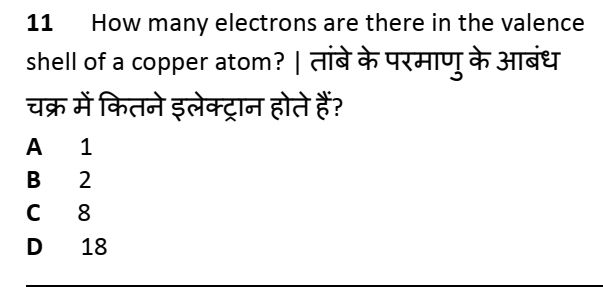 11 How many electrons are there in the valence
shell of a copper atom? | तांबे के परमाणु के आबंध
चक्र में कितने इलेक्ट्रान होते हैं?
A 1
B 2
C 8
D 18